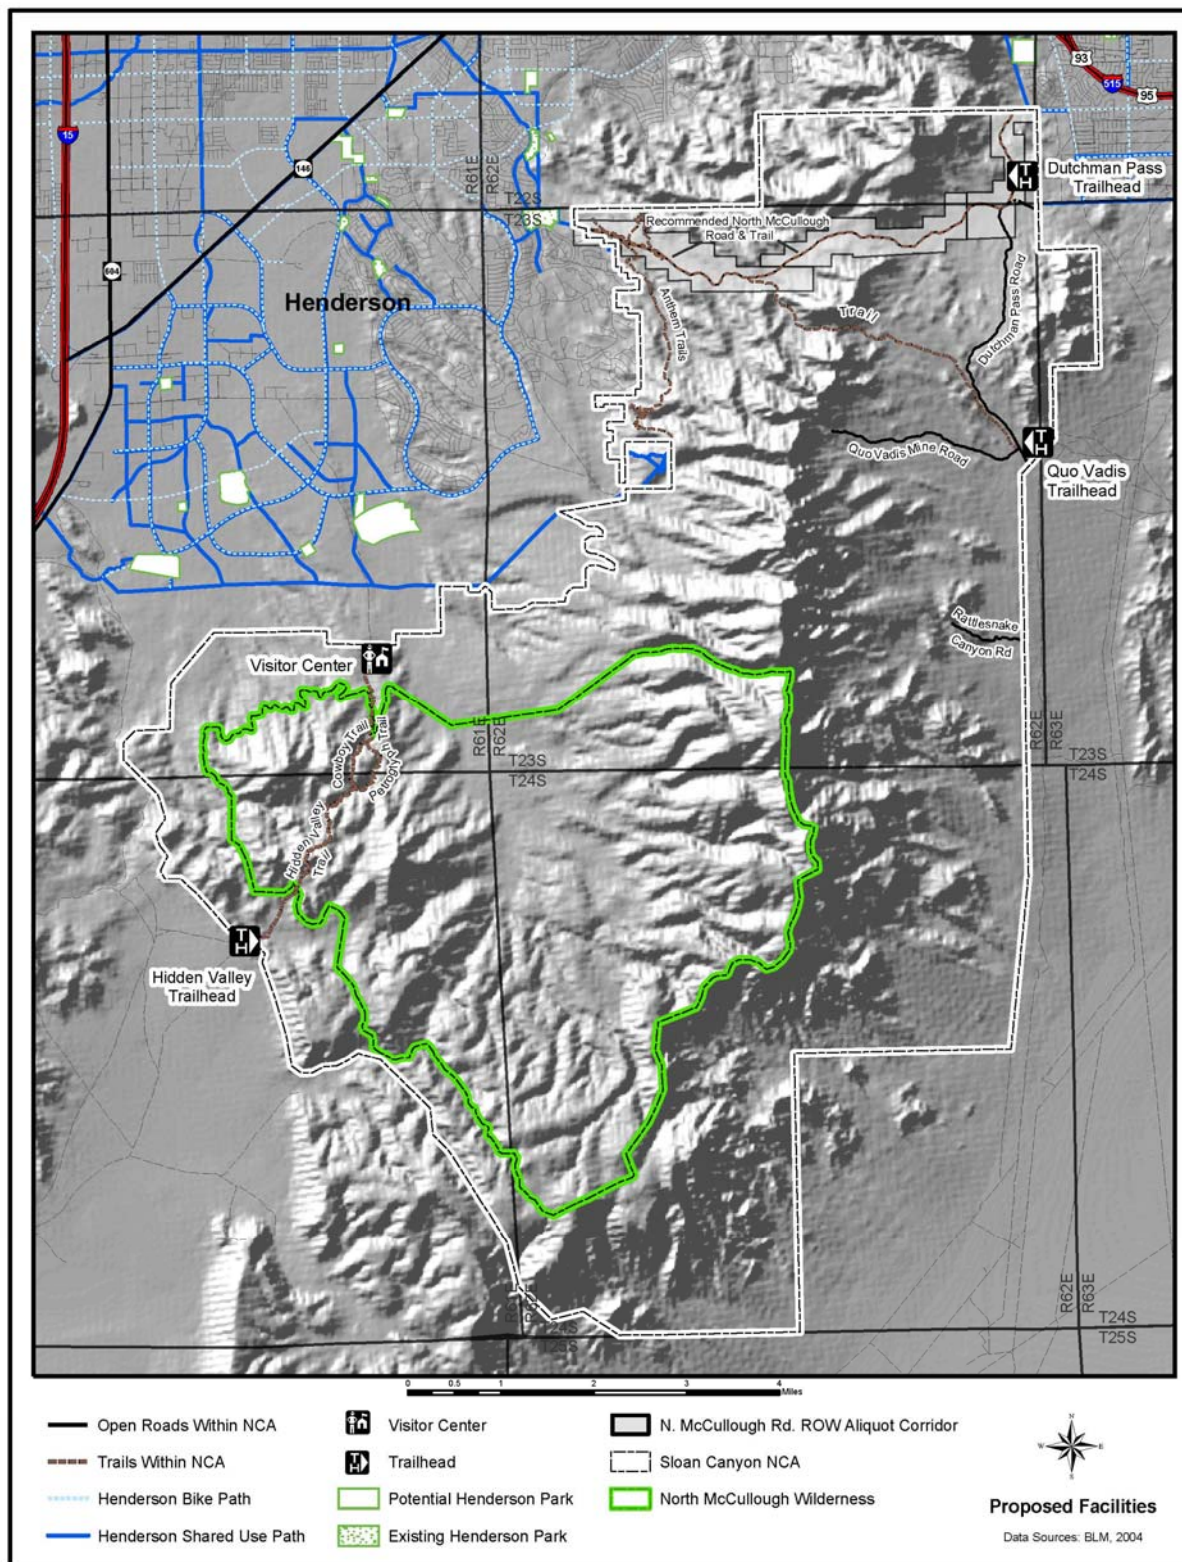 93
515
95
15
146
604
R61E
R62E
T22S
T23S
Dutchman Pass
Trailhead
Recommended North McCullough
Road & Trail
Henderson
Anthem Trails
Trail
Dutchman Pass Road
Quo Vadis Mine Road
Quo Vadis
Trailhead
Rattlesnake
Canyon Rd
Visitor Center
R61E
R62E
R62E
R63E
T23S
T24S
T23S
T24S
Cowboy Trail
Petroglyph Trail
Hidden Valley
Trail
Hidden Valley
Trailhead
R62E
R63E
T24S
T25S
T24S
T25S
0 0.5 1 2 3 4
Miles
Open Roads Within NCA
Trails Within NCA
Henderson Bike Path
Henderson Shared Use Path
Visitor Center
Trailhead
Potential Henderson Park
Existing Henderson Park
N. McCullough Rd. ROW Aliquot Corridor
Sloan Canyon NCA
North McCullough Wilderness
N
W E
S
Proposed Facilities
Data Sources: BLM, 2004